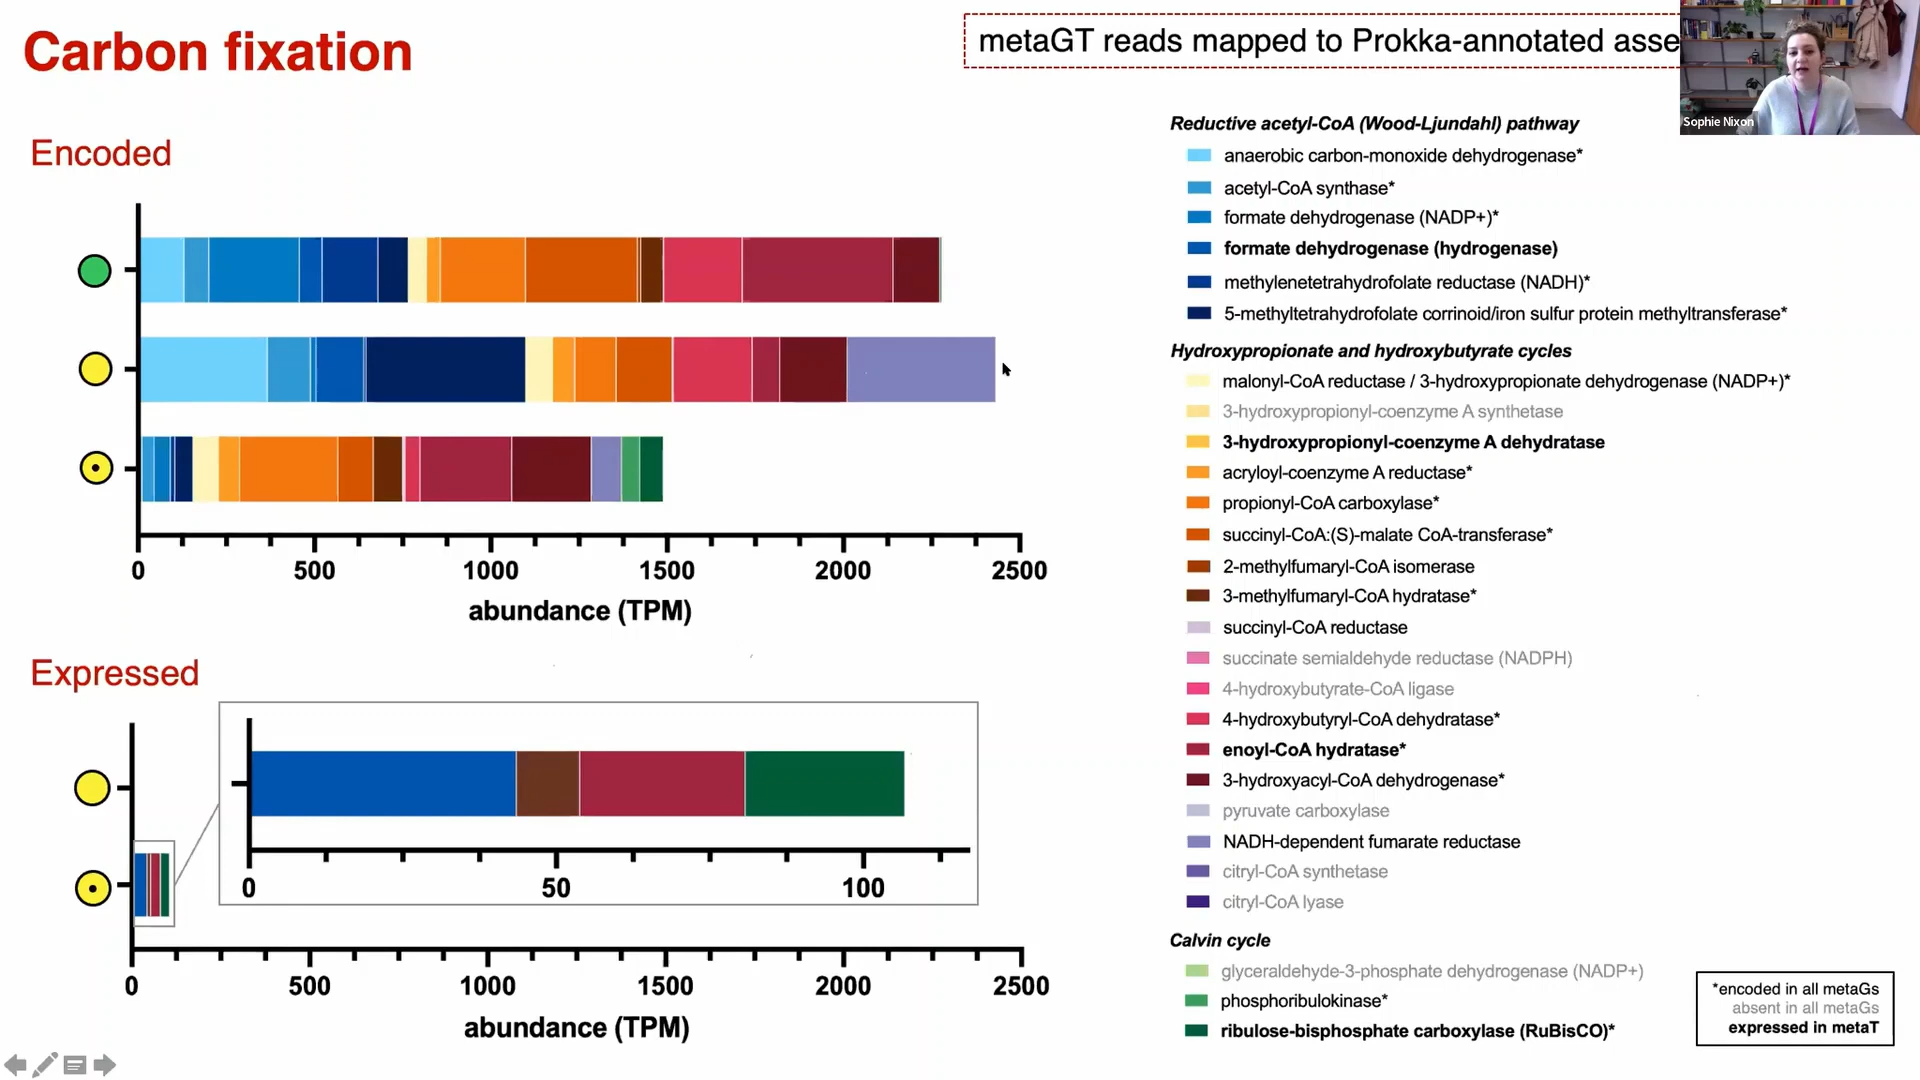 Carbon fixation
metaGT reads mapped to Prokka-annotated asse
Sophie Nixon
Encoded
0 500 1000 1500 2000 2500
abundance (TPM)
Expressed
0 50 100
0 500 1000 1500 2000 2500
abundance (TPM)
Reductive acetyl-CoA (Wood-Ljundahl) pathway
anaerobic carbon-monoxide dehydrogenase*
acetyl-CoA synthase*
formate dehydrogenase (NADP+)*
formate dehydrogenase (hydrogenase)
methylenetetrahydrofolate reductase (NADH)*
5-methyltetrahydrofolate corrinoid/iron sulfur protein methyltransferase*
Hydroxypropionate and hydroxybutyrate cycles
malonyl-CoA reductase / 3-hydroxypropionate dehydrogenase (NADP+)*
3-hydroxypropionyl-coenzyme A synthetase
3-hydroxypropionyl-coenzyme A dehydratase
acryloyl-coenzyme A reductase*
propionyl-CoA carboxylase*
succinyl-CoA:(S)-malate CoA-transferase*
2-methylfumaryl-CoA isomerase
3-methylfumaryl-CoA hydratase*
succinyl-CoA reductase
succinate semialdehyde reductase (NADPH)
4-hydroxybutyrate-CoA ligase
4-hydroxybutyryl-CoA dehydratase*
enoyl-CoA hydratase*
3-hydroxyacyl-CoA dehydrogenase*
pyruvate carboxylase
NADH-dependent fumarate reductase
citryl-CoA synthetase
citryl-CoA lyase
Calvin cycle
glyceraldehyde-3-phosphate dehydrogenase (NADP+)
phosphoribulokinase*
ribulose-bisphosphate carboxylase (RuBisCO)*
*encoded in all metaGs
absent in all metaGs
expressed in metaT